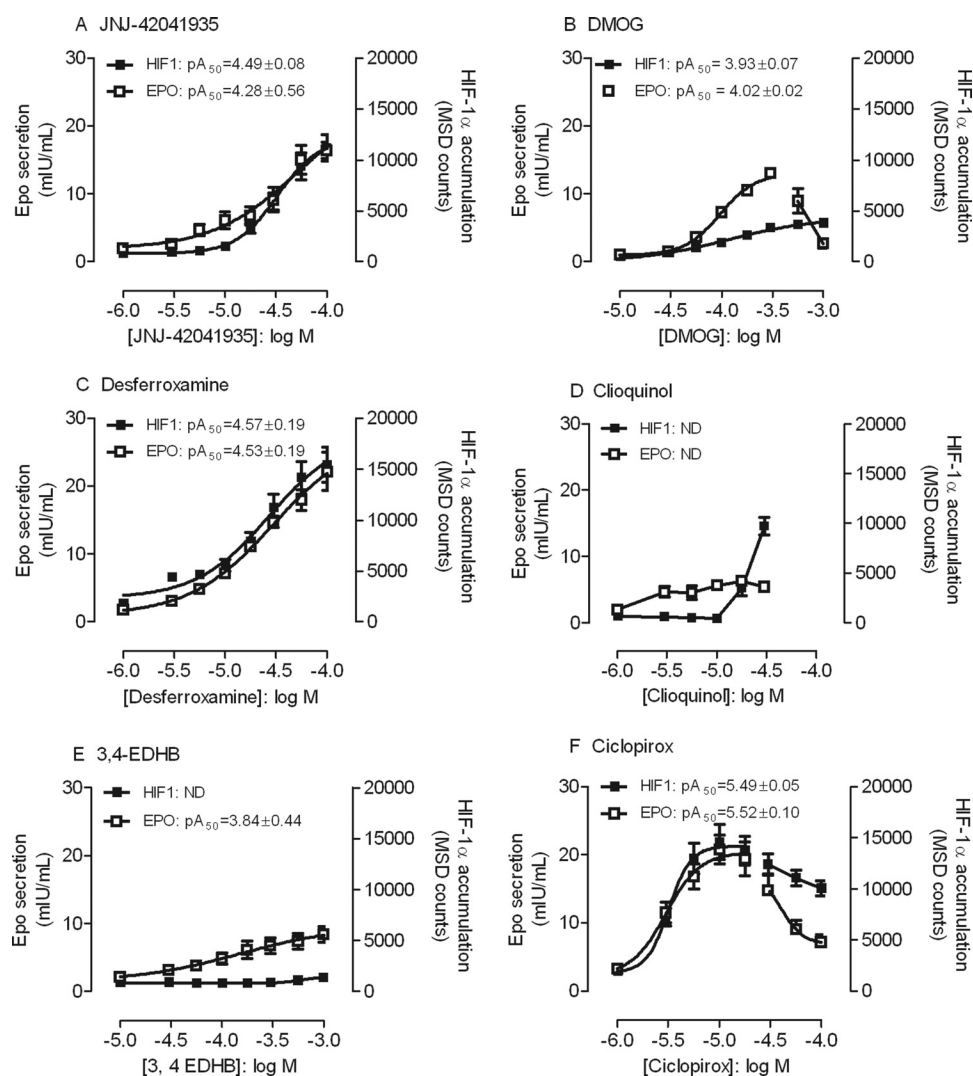 A JNJ-42041935
30
20
10
0
Epo secretion
(mIU/mL)
HIF1: pA50=4.49±0.08
EPO: pA50=4.28±0.56
20000
15000
10000
5000
0
HIF-1α accumulation
(MSD counts)
-6.0 -5.5 -5.0 -4.5 -4.0
[JNJ-42041935]: log M
B DMOG
30
20
10
0
Epo secretion
(mIU/mL)
HIF1: pA50= 3.93±0.07
EPO: pA50 = 4.02±0.02
20000
15000
10000
5000
0
HIF-1α accumulation
(MSD counts)
-5.0 -4.5 -4.0 -3.5 -3.0
[DMOG]: log M
C Desferroxamine
30
20
10
0
Epo secretion
(mIU/mL)
HIF1: pA50=4.57±0.19
EPO: pA50=4.53±0.19
20000
15000
10000
5000
0
HIF-1α accumulation
(MSD counts)
-6.0 -5.5 -5.0 -4.5 -4.0
[Desferroxamine]: log M
D Clioquinol
30
20
10
0
Epo secretion
(mIU/mL)
HIF1: ND
EPO: ND
20000
15000
10000
5000
0
HIF-1α accumulation
(MSD counts)
-6.0 -5.5 -5.0 -4.5 -4.0
[Clioquinol]: log M
E 3,4-EDHB
30
20
10
0
Epo secretion
(mIU/mL)
HIF1: ND
EPO: pA50=3.84±0.44
20000
15000
10000
5000
0
HIF-1α accumulation
(MSD counts)
-5.0 -4.5 -4.0 -3.5 -3.0
[3, 4 EDHB]: log M
F Ciclopirox
30
20
10
0
Epo secretion
(mIU/mL)
HIF1: pA50=5.49±0.05
EPO: pA50=5.52±0.10
20000
15000
10000
5000
0
HIF-1α accumulation
(MSD counts)
-6.0 -5.5 -5.0 -4.5 -4.0
[Ciclopirox]: log M